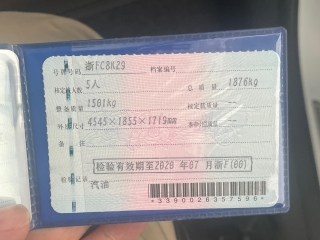 号牌号码 浙FC8K29 档案编号
核定载人数 5人 总质量 1876kg
整备质量 1501kg 核定载质量 --
外廓尺寸 4545×1855×1719mm 准牵引总质量 --
备注
检验有效期至2020年07月浙F(00)
检验记录
汽油
*3390026357596*